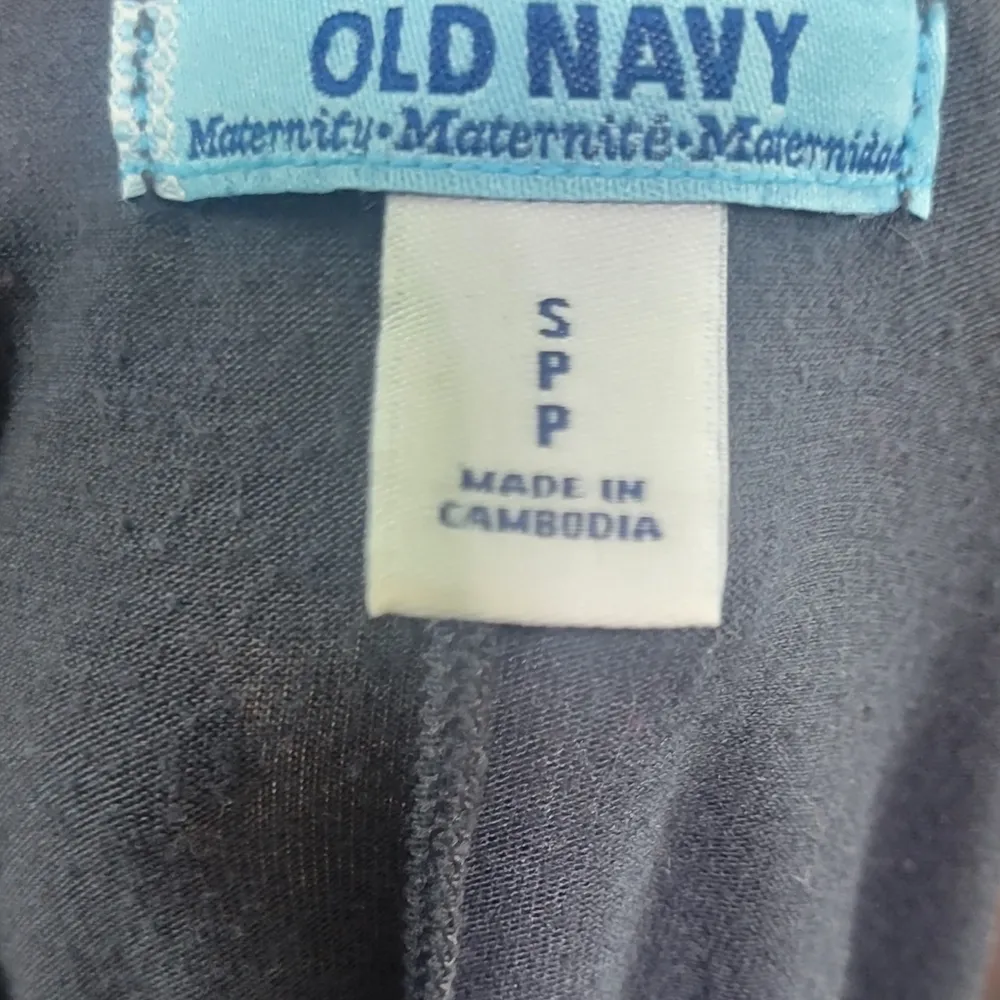 OLD NAVY
Maternity•Maternité•Maternidad
S
P
P
MADE IN
CAMBODIA